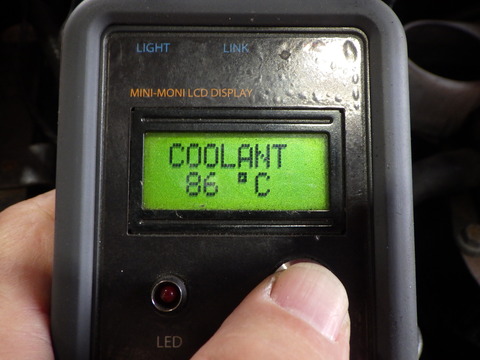 LIGHT LINK
MINI-MONI LCD DISPLAY
COOLANT
86 °C
LED